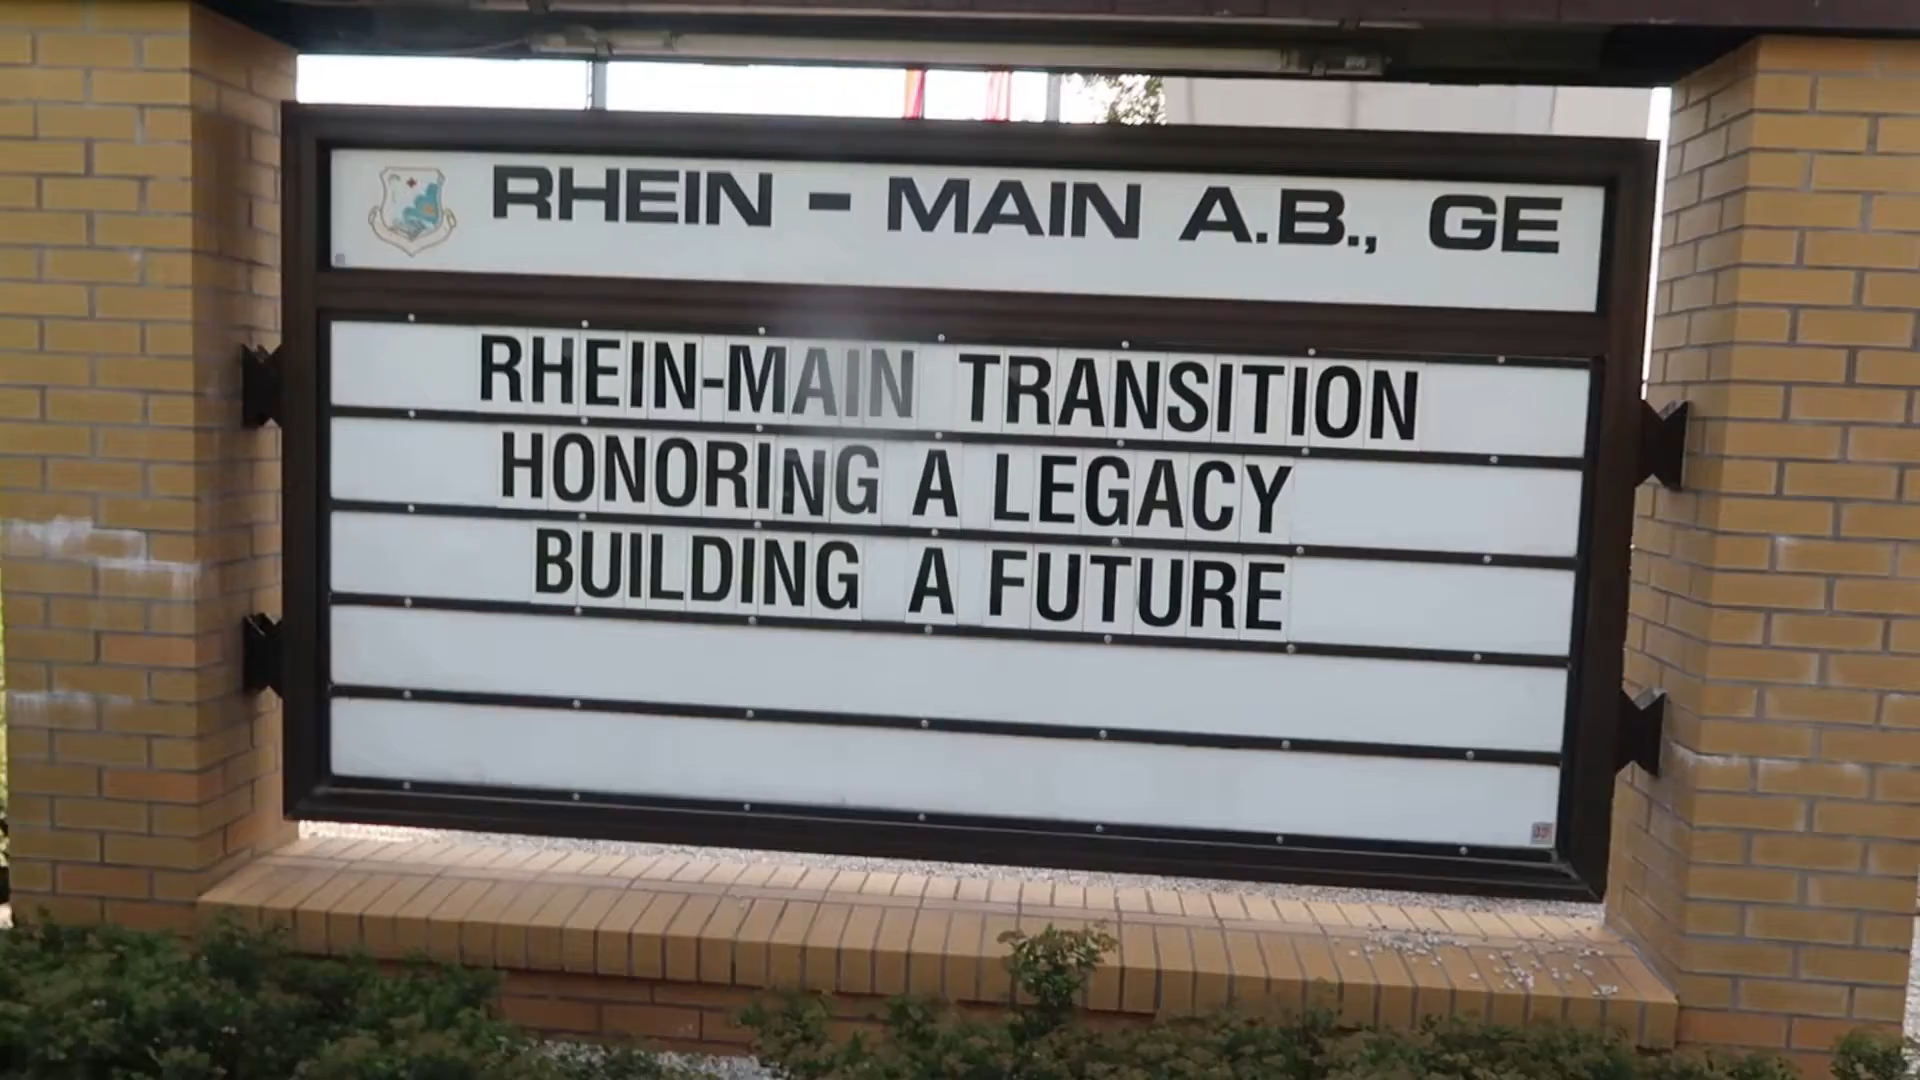 RHEIN - MAIN A.B., GE
RHEIN-MAIN TRANSITION
HONORING A LEGACY
BUILDING A FUTURE